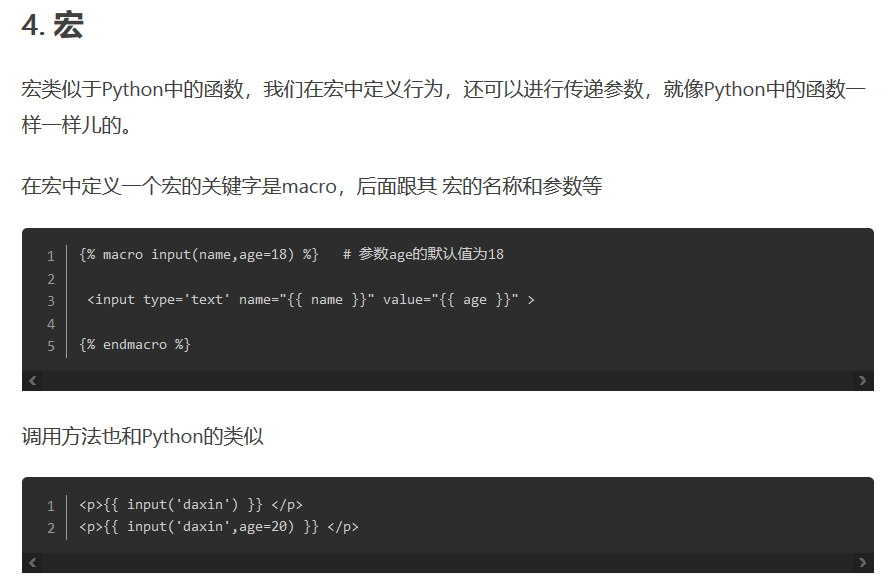 4. 宏
宏类似于Python中的函数，我们在宏中定义行为，还可以进行传递参数，就像Python中的函数一
样一样儿的。
在宏中定义一个宏的关键字是macro，后面跟其 宏的名称和参数等
1 {% macro input(name,age=18) %}   # 参数age的默认值为18
2
3  <input type='text' name="{{ name }}" value="{{ age }}" >
4
5 {% endmacro %}
调用方法也和Python的类似
1 <p>{{ input('daxin') }} </p>
2 <p>{{ input('daxin',age=20) }} </p>